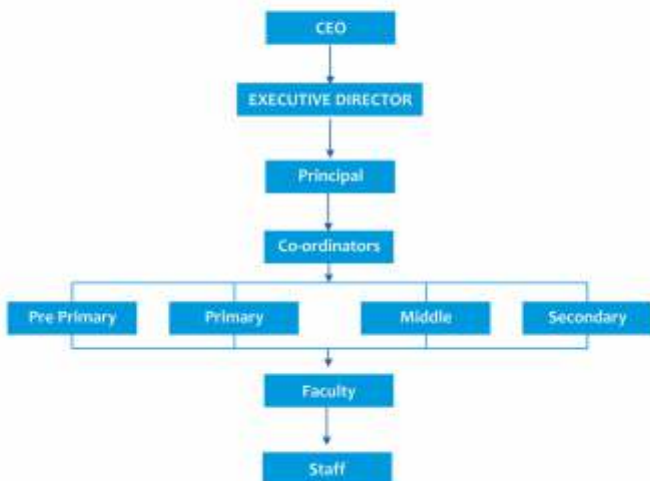 CEO
EXECUTIVE DIRECTOR
Principal
Co-ordinators
Pre Primary
Primary
Middle
Secondary
Faculty
Staff